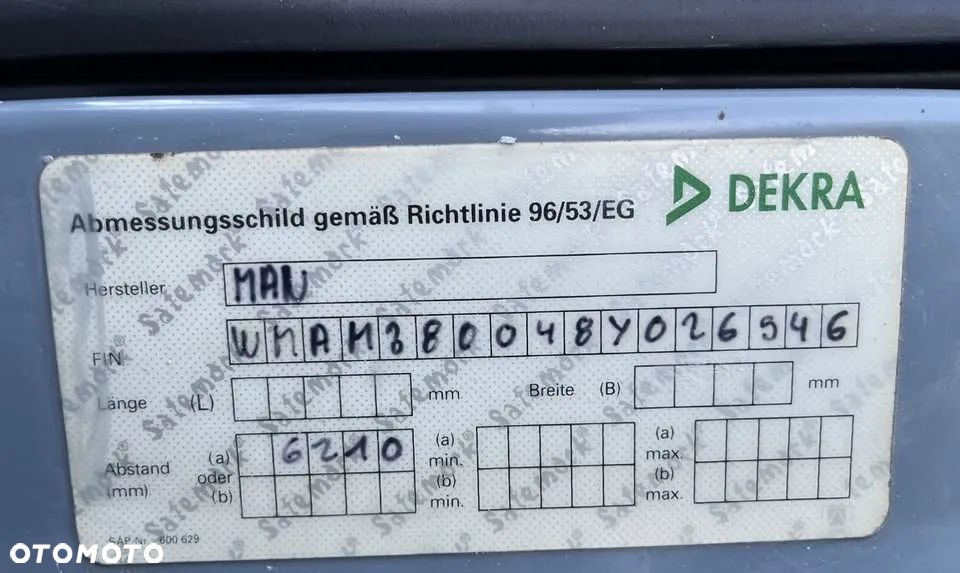 Abmessungsschild gemäß Richtlinie 96/53/EG DEKRA
Hersteller MAN
FIN WMAM380048Y026946
Länge (L) mm Breite (B) mm
Abstand (mm) (a) oder (b) 6210 (a) min. (b) min. (a) max. (b) max.
SAP-Nr. 600 629
OTOMOTO